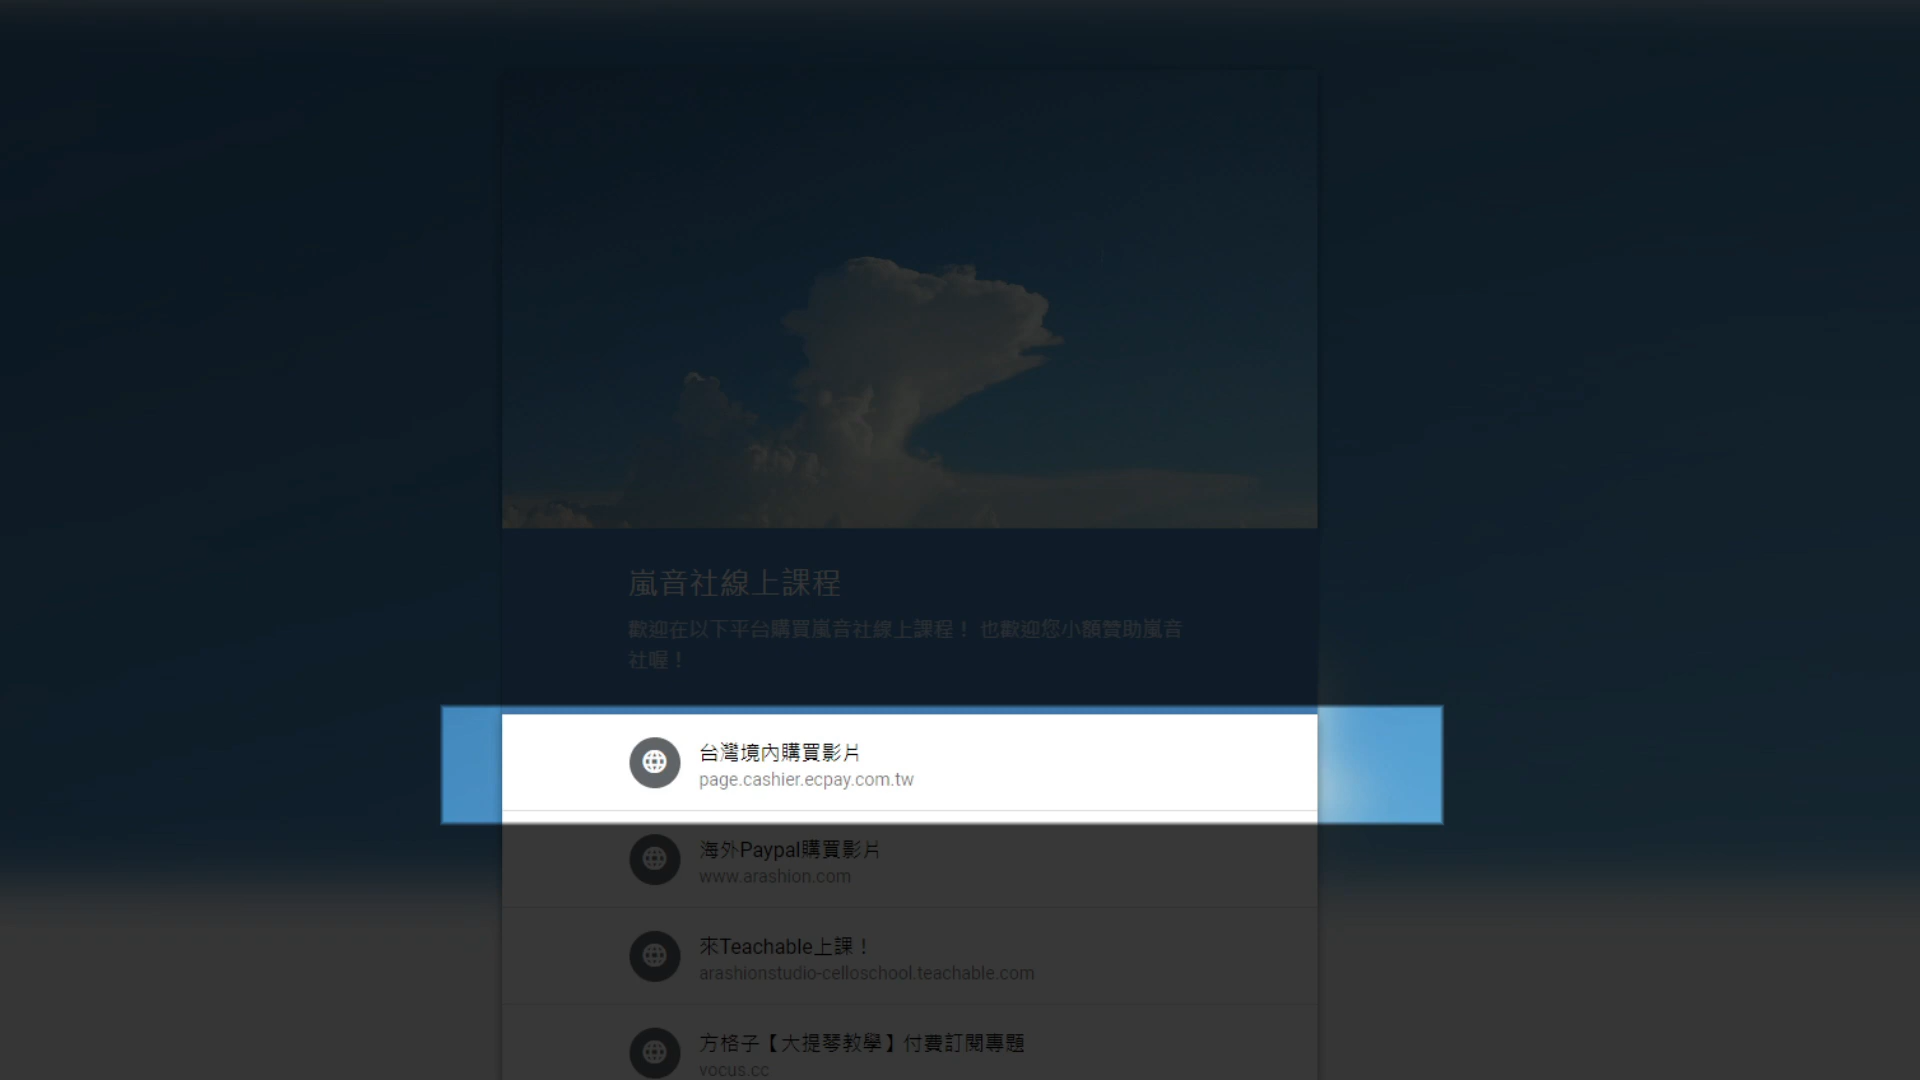 嵐音社線上課程
歡迎在以下平台購買嵐音社線上課程！ 也歡迎您小額贊助嵐音
社喔！
台灣境內購買影片
page.cashier.ecpay.com.tw
海外Paypal購買影片
www.arashion.com
來Teachable上課！
arashionstudio-celloschool.teachable.com
方格子【大提琴教學】付費訂閱專題
vocus.cc